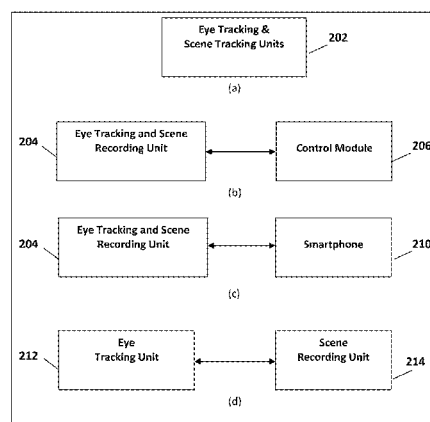 Eye Tracking &
Scene Tracking Units
202
(a)
204
Eye Tracking and Scene
Recording Unit
Control Module
206
(b)
204
Eye Tracking and Scene
Recording Unit
Smartphone
210
(c)
212
Eye
Tracking Unit
Scene
Recording Unit
214
(d)